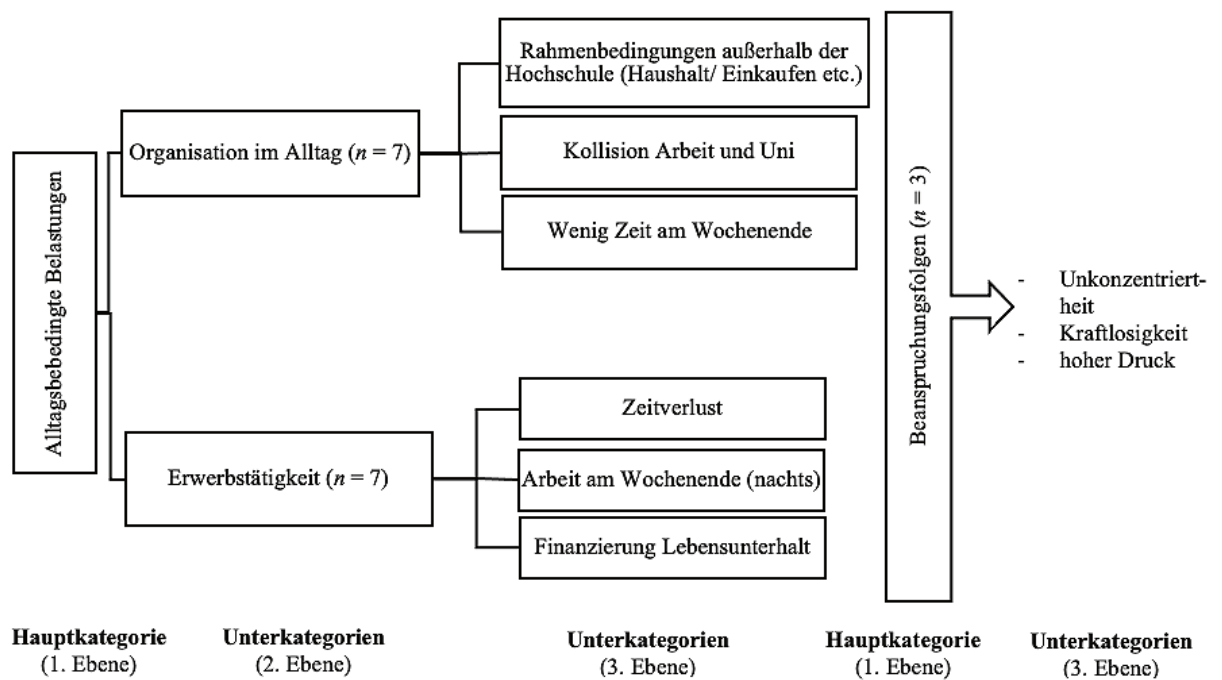 Alltagsbebedingte Belastungen
Organisation im Alltag (n = 7)
Rahmenbedingungen außerhalb der
Hochschule (Haushalt/ Einkaufen etc.)
Kollision Arbeit und Uni
Wenig Zeit am Wochenende
Erwerbstätigkeit (n = 7)
Zeitverlust
Arbeit am Wochenende (nachts)
Finanzierung Lebensunterhalt
Beanspruchungsfolgen (n = 3)
- Unkonzentriert-
heit
- Kraftlosigkeit
- hoher Druck
Hauptkategorie
(1. Ebene)
Unterkategorien
(2. Ebene)
Unterkategorien
(3. Ebene)
Hauptkategorie
(1. Ebene)
Unterkategorien
(3. Ebene)